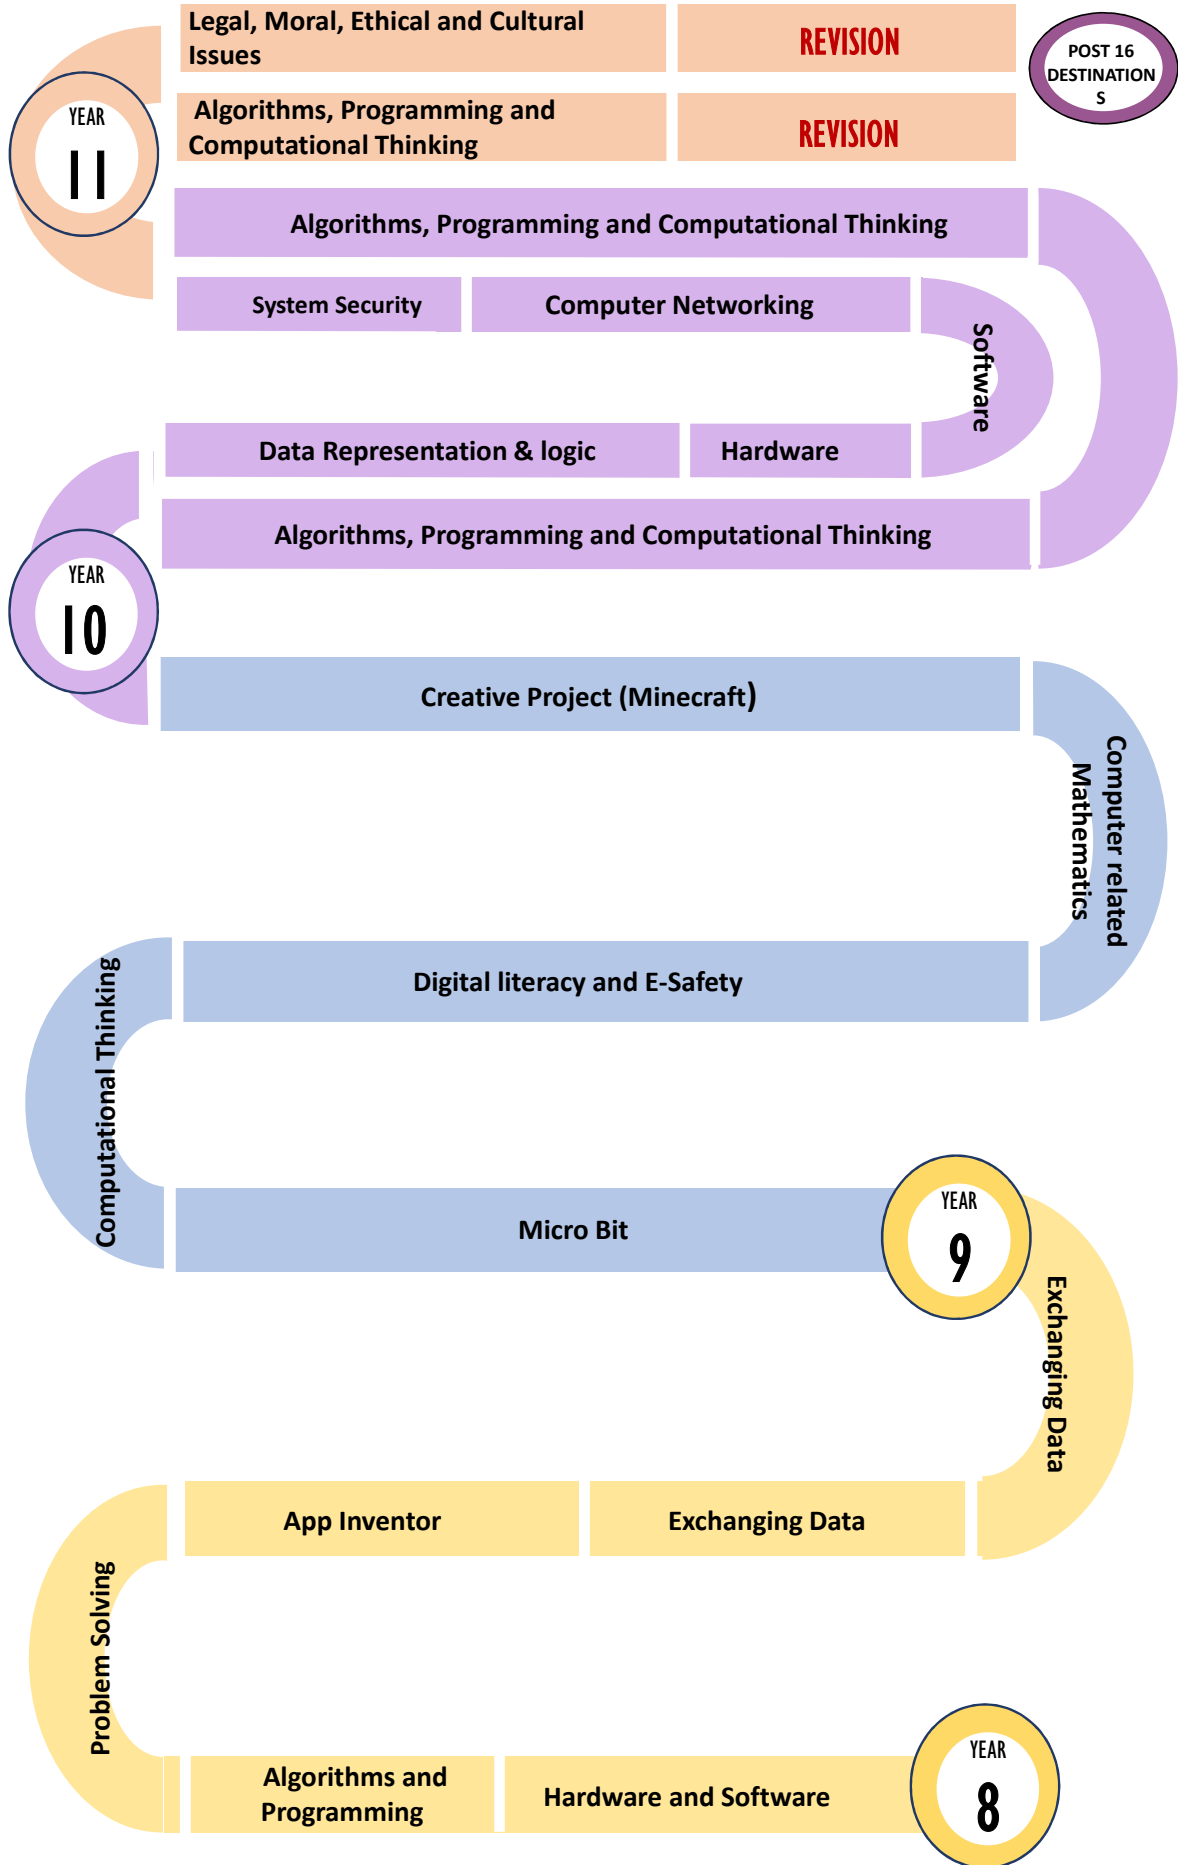 Legal, Moral, Ethical and Cultural
Issues
REVISION
POST 16
DESTINATION
S
Algorithms, Programming and
Computational Thinking
REVISION
YEAR
11
Algorithms, Programming and Computational Thinking
System Security
Computer Networking
Software
Data Representation & logic
Hardware
Algorithms, Programming and Computational Thinking
YEAR
10
Creative Project (Minecraft)
Computer related
Mathematics
Digital literacy and E-Safety
Computational Thinking
Micro Bit
YEAR
9
Exchanging Data
App Inventor
Exchanging Data
Problem Solving
Algorithms and
Programming
Hardware and Software
YEAR
8